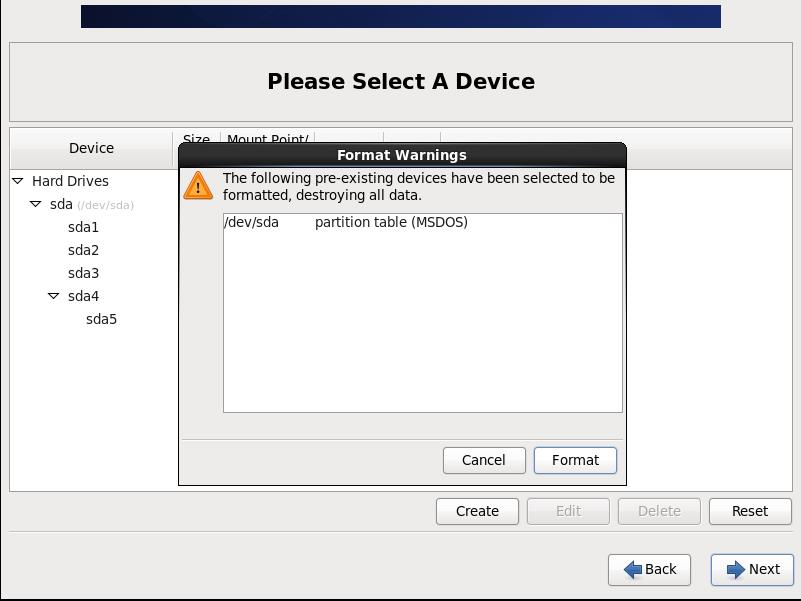 Please Select A Device
Device
Size
Mount Point/
Format Warnings
The following pre-existing devices have been selected to be
formatted, destroying all data.
/dev/sda partition table (MSDOS)
Hard Drives
sda (/dev/sda)
sda1
sda2
sda3
sda4
sda5
Cancel Format
Create Edit Delete Reset
Back Next